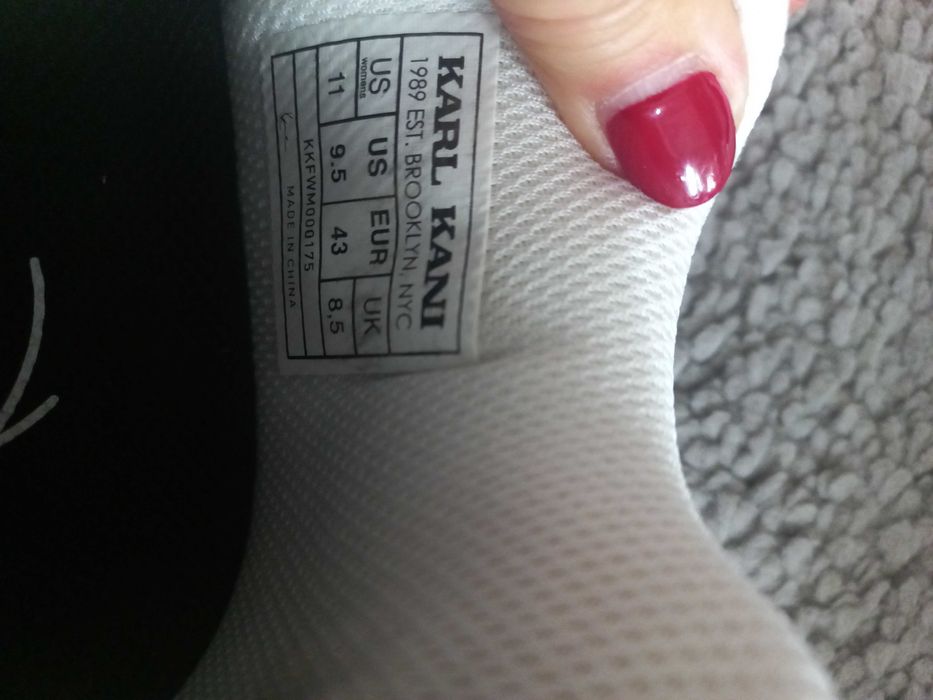 KARL KANI
1989 EST. BROOKLYN, NYC
US womens US EUR UK
11 9.5 43 8,5
KKFWM000175
MADE IN CHINA